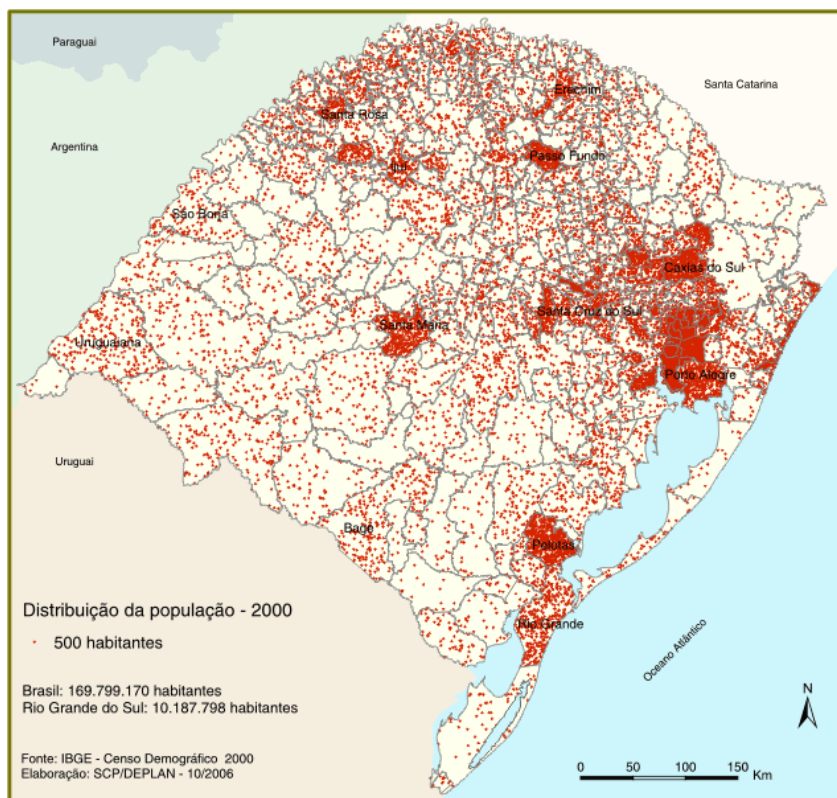 Paraguai
Santa Catarina
Erechim
Santa Rosa
Argentina
Passo Fundo
Ijuí
São Borja
Caxias do Sul
Santa Cruz do Sul
Santa Maria
Uruguaiana
Porto Alegre
Uruguai
Bagé
Pelotas
Distribuição da população - 2000
500 habitantes
Rio Grande
Oceano Atlântico
Brasil: 169.799.170 habitantes
Rio Grande do Sul: 10.187.798 habitantes
N
Fonte: IBGE - Censo Demográfico 2000
Elaboração: SCP/DEPLAN - 10/2006
0 50 100 150
Km